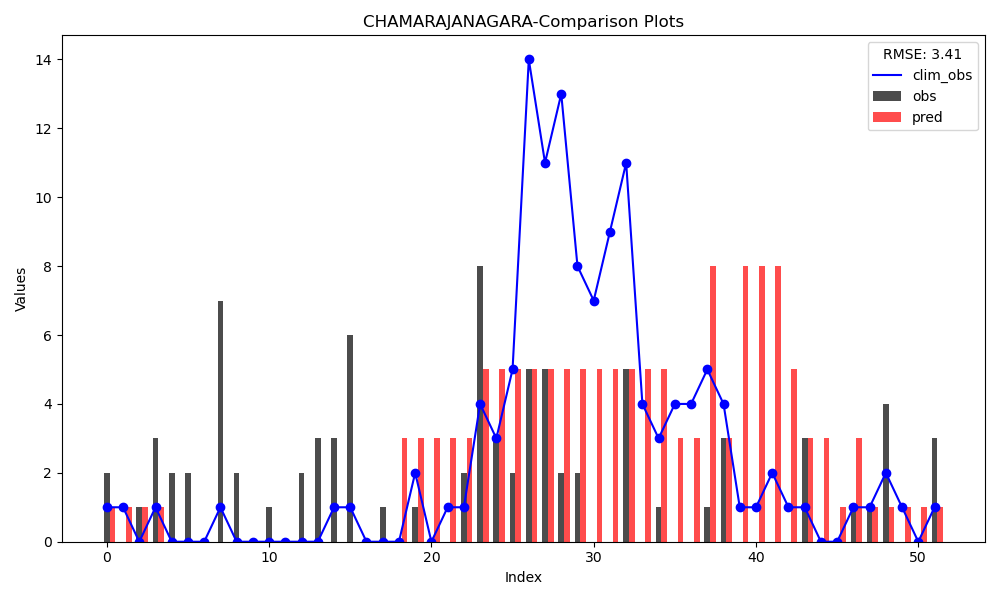 CHAMARAJANAGARA-Comparison Plots
RMSE: 3.41
clim_obs
obs
pred
Values
14
12
10
8
6
4
2
0
0 10 20 30 40 50
Index